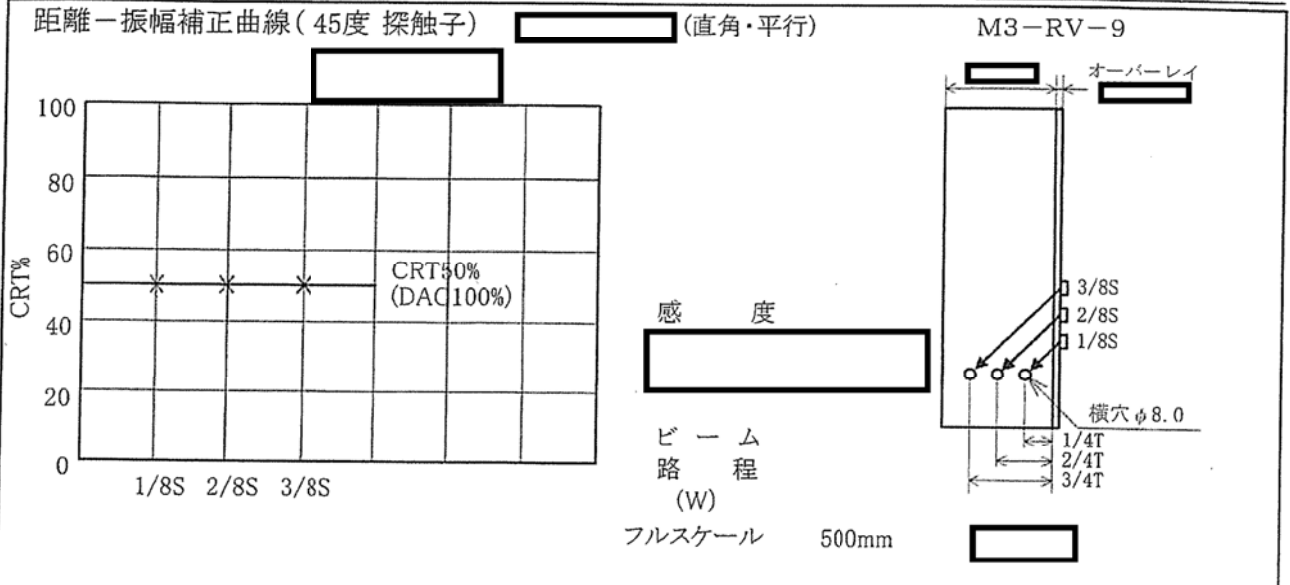 距離－振幅補正曲線( 45度 探触子)
(直角･平行)
M3－RV－9
オーバーレイ
100
80
60
40
20
0
CRT%
CRT50%
(DAC100%)
1/8S 2/8S 3/8S
感 度
ビ ー ム
路 程
(W)
フルスケール 500mm
3/8S
2/8S
1/8S
横穴φ8.0
1/4T
2/4T
3/4T